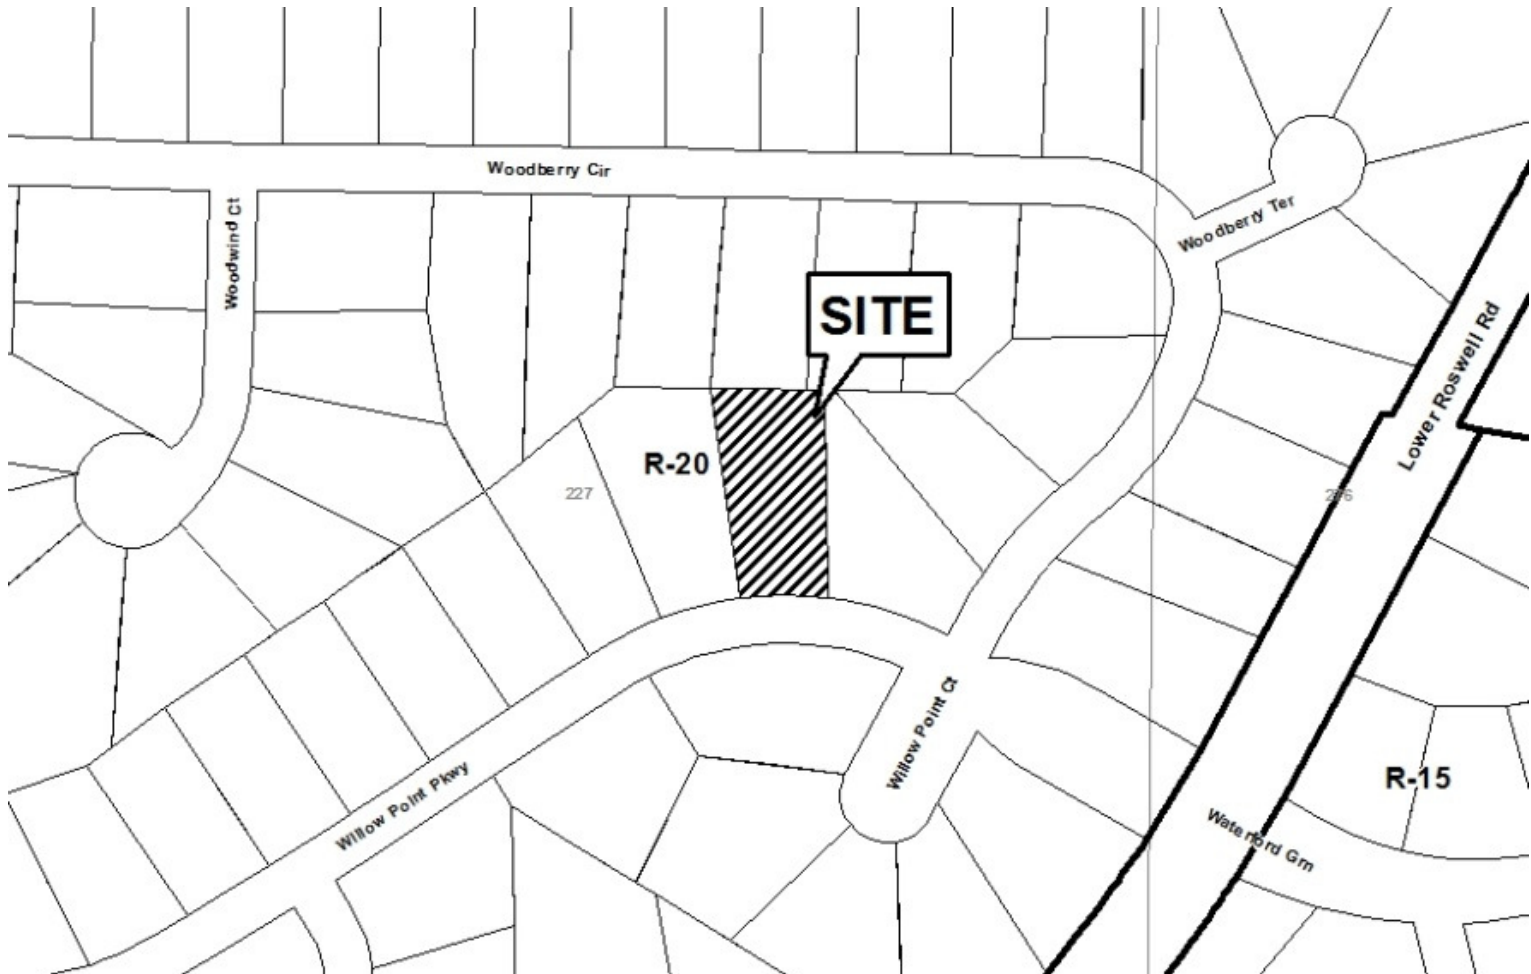 Woodberry Cir
Woodwind Ct
Woodberry Ter
SITE
Lower Roswell Rd
R-20
227
276
Willow Point Ct
Willow Point Pkwy
R-15
Waterford Grn